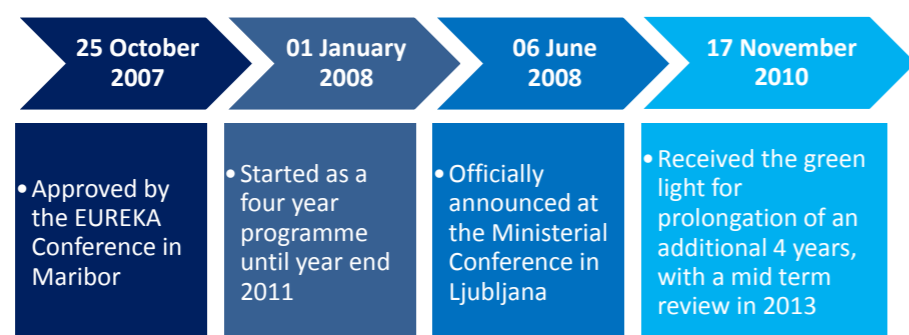 25 October
2007
01 January
2008
06 June
2008
17 November
2010
• Approved by
the EUREKA
Conference in
Maribor
• Started as a
four year
programme
until year end
2011
• Officially
announced at
the Ministerial
Conference in
Ljubljana
• Received the green
light for
prolongation of an
additional 4 years,
with a mid term
review in 2013